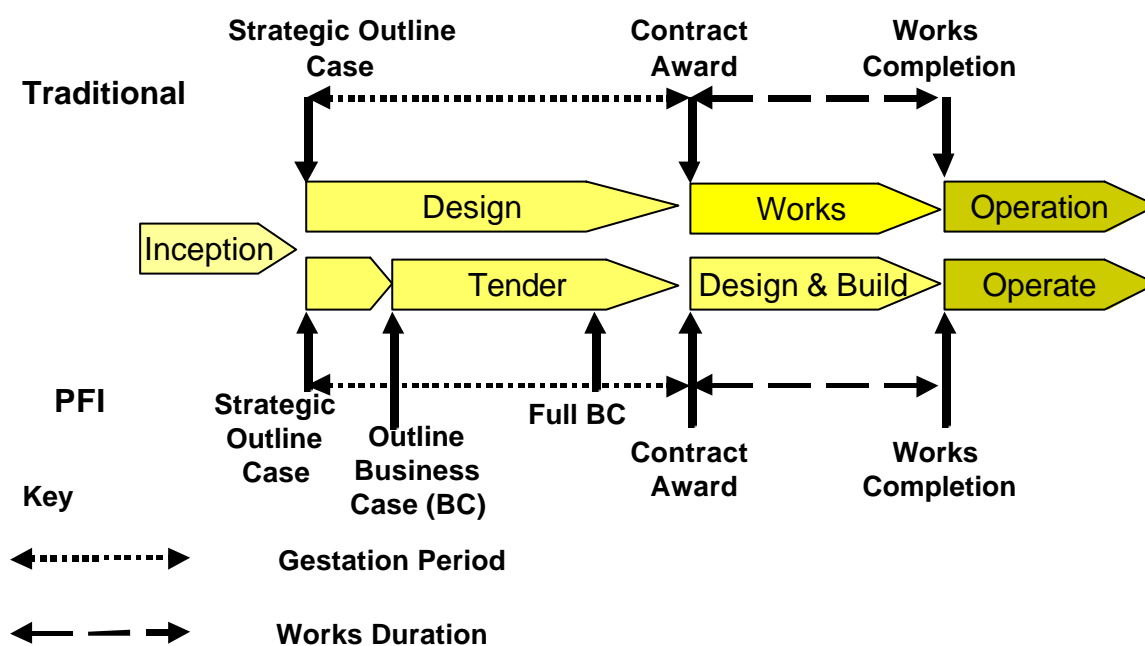 Strategic Outline
Case
Contract
Award
Works
Completion
Traditional
Design
Works
Operation
Inception
Tender
Design & Build
Operate
PFI
Strategic
Outline
Case
Outline
Business
Case (BC)
Full BC
Contract
Award
Works
Completion
Key
Gestation Period
Works Duration